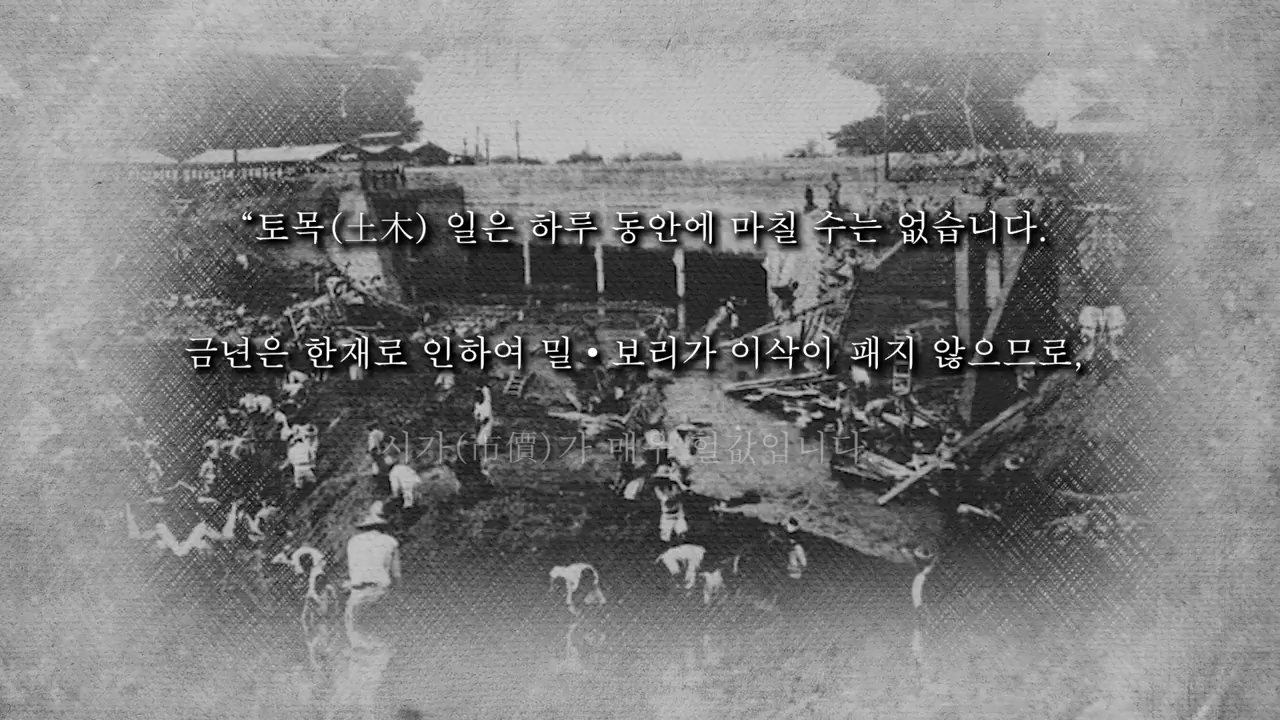 “토목(土木) 일은 하루 동안에 마칠 수는 없습니다.
금년은 한재로 인하여 밀 • 보리가 이삭이 패지 않으므로,
시가(市價)가 매우 헐값입니다